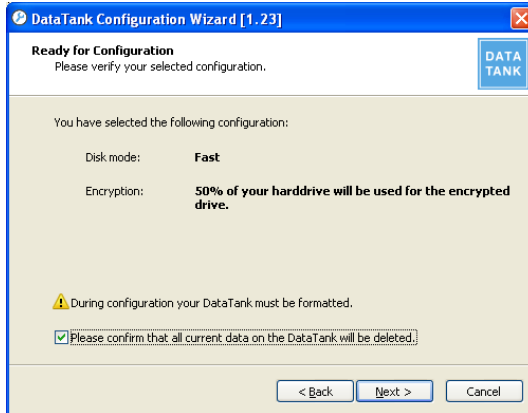 DataTank Configuration Wizard [1.23]
Ready for Configuration
Please verify your selected configuration.
DATA
TANK
You have selected the following configuration:
Disk mode: Fast
Encryption: 50% of your harddrive will be used for the encrypted
drive.
During configuration your DataTank must be formatted.
Please confirm that all current data on the DataTank will be deleted.
< Back Next > Cancel